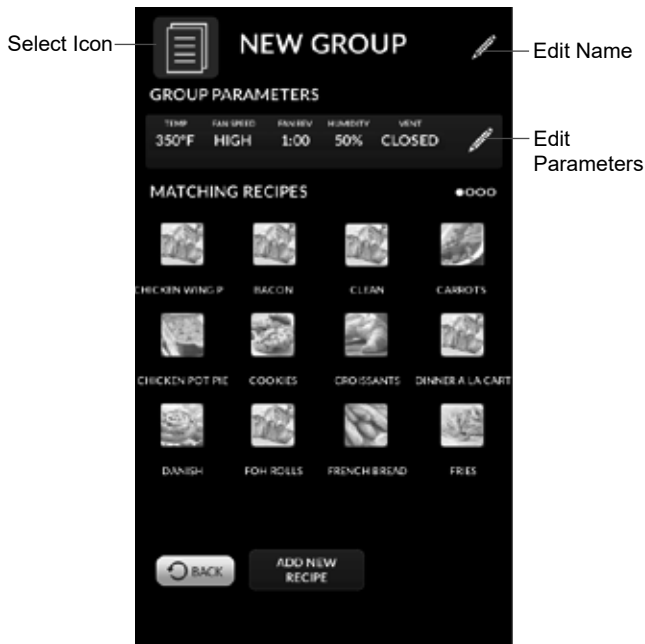 Select Icon
NEW GROUP
Edit Name
GROUP PARAMETERS
TEMP FAN SPEED FAN REV HUMIDITY VENT
350°F HIGH 1:00 50% CLOSED
Edit
Parameters
MATCHING RECIPES
CHICKEN WING P BACON CLEAN CARROTS
CHICKEN POT PIE COOKIES CROISSANTS DINNER A LA CART
DANISH FOH ROLLS FRENCH BREAD FRIES
BACK
ADD NEW
RECIPE